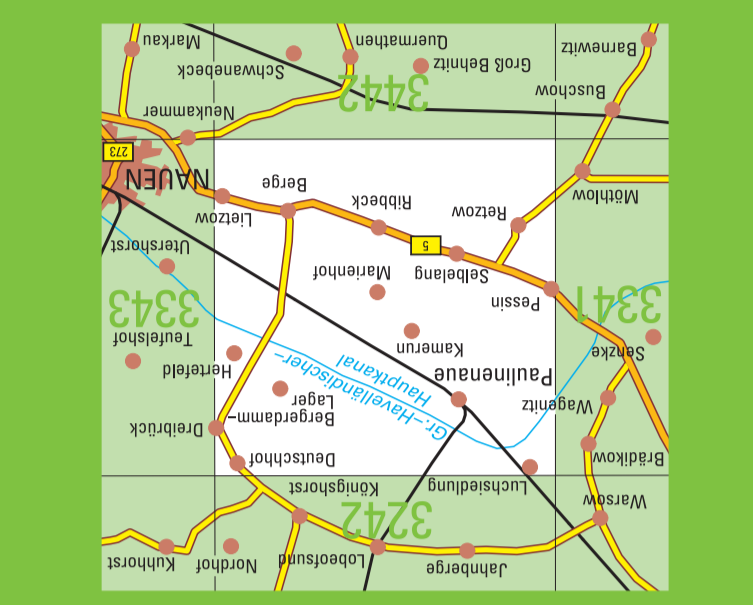 Jahnberge
Lobeofsund
Nordhof
Kuhhorst
3242
Warsow
Luchsiedlung
Königshorst
Brädikow
Deutschhof
Dreibrück
Bergerdamm–
Lager
Wagenitz
Gr.–Havelländischer–
Hauptkanal
Paulinenaue
Hertefeld
Senzke
Kamerun
Teufelshof
3341
3343
Pessin
Selbelang
Marienhof
Utershorst
5
Lietzow
Retzow
Ribbeck
Möthlow
Berge
NAUEN
273
Neukammer
Buschow
3442
Schwanebeck
Groß Behnitz
Barnewitz
Quermathen
Markau